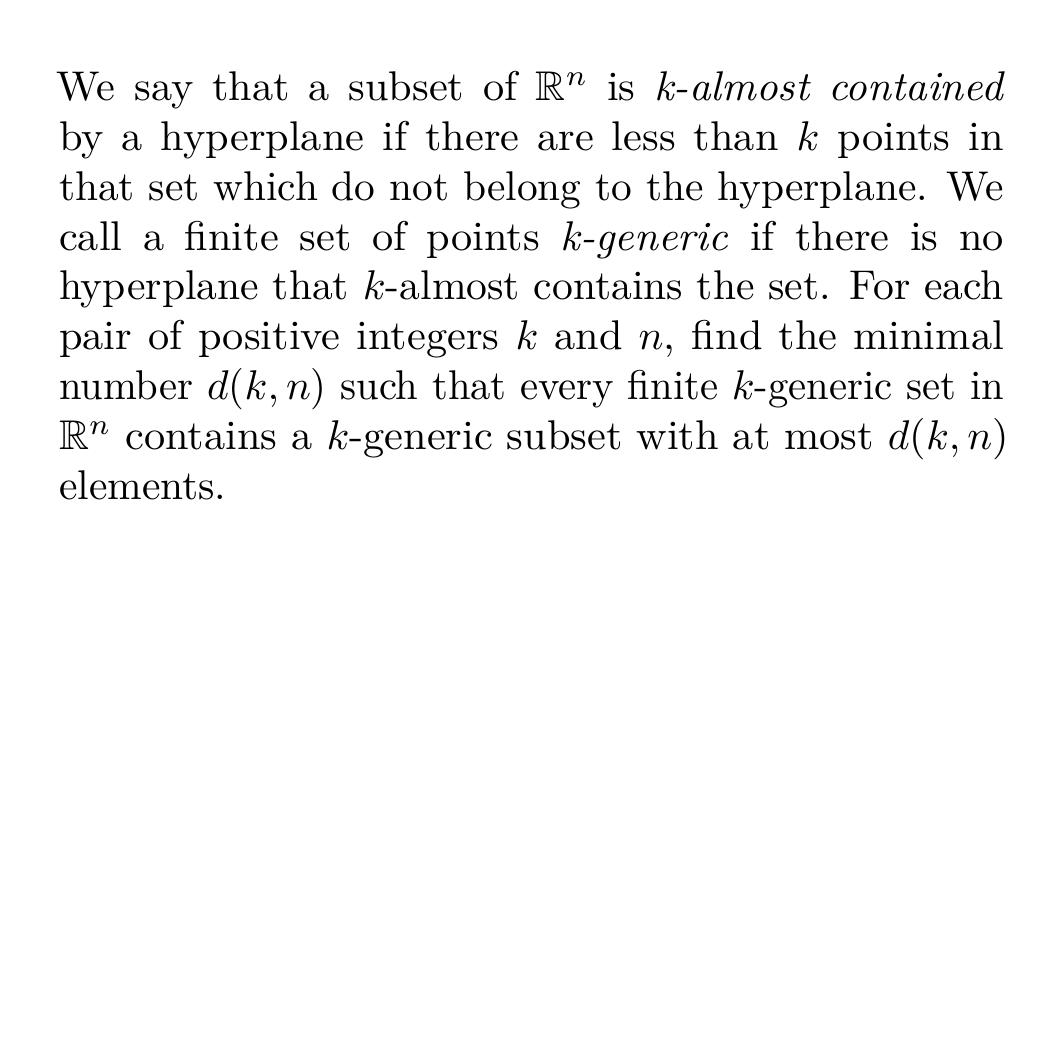 We say that a subset of ℝⁿ is k-almost contained
by a hyperplane if there are less than k points in
that set which do not belong to the hyperplane. We
call a finite set of points k-generic if there is no
hyperplane that k-almost contains the set. For each
pair of positive integers k and n, find the minimal
number d(k, n) such that every finite k-generic set in
ℝⁿ contains a k-generic subset with at most d(k, n)
elements.